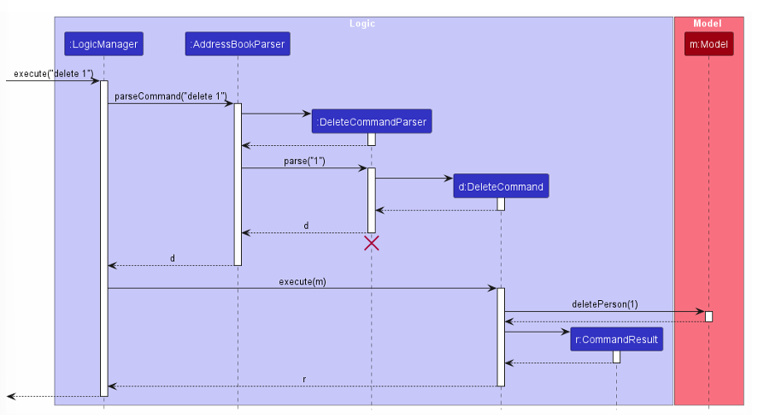 Logic
Model
:LogicManager
:AddressBookParser
m:Model
execute("delete 1")
parseCommand("delete 1")
:DeleteCommandParser
parse("1")
d:DeleteCommand
d
d
execute(m)
deletePerson(1)
r:CommandResult
r